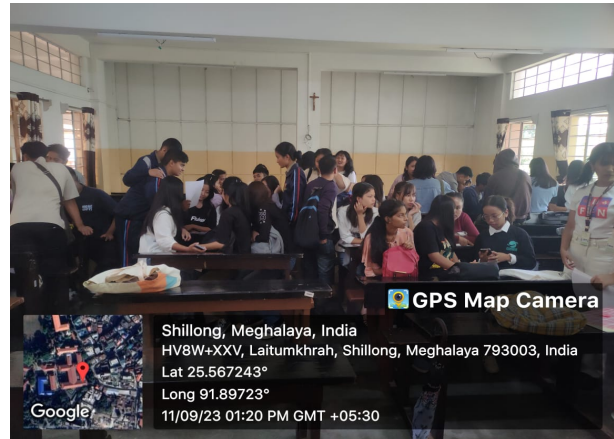 GPS Map Camera
Shillong, Meghalaya, India
HV8W+XXV, Laitumkhrah, Shillong, Meghalaya 793003, India
Lat 25.567243°
Long 91.89723°
11/09/23 01:20 PM GMT +05:30
Google